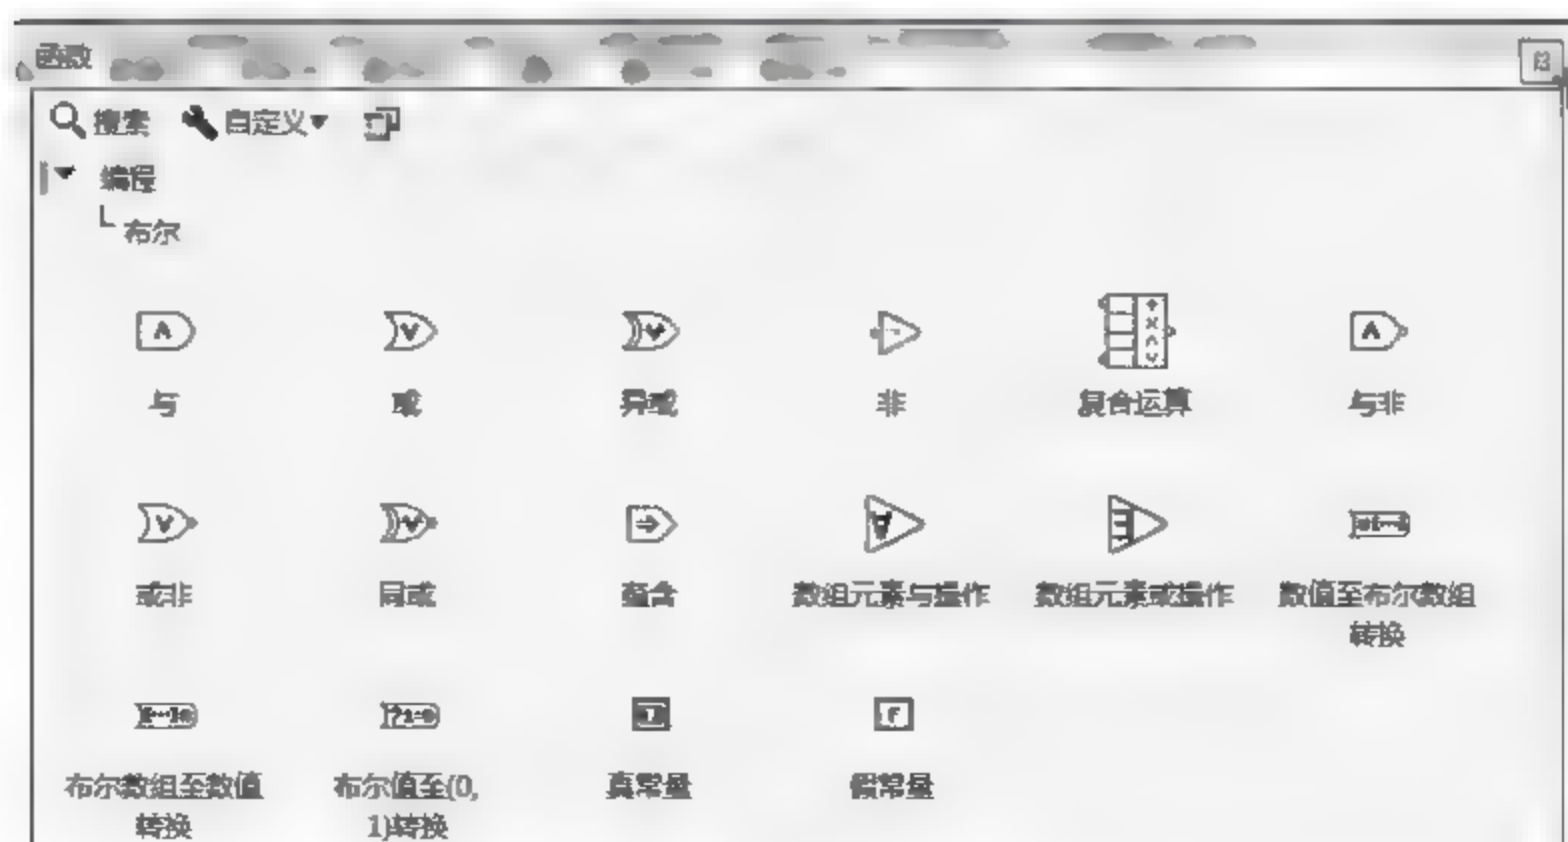 函数
搜索 自定义
编程
布尔
与 或 异或 非 复合运算 与非
或非 同或 蕴含 数组元素与操作 数组元素或操作 数值至布尔数组
转换
布尔数组至数值 布尔值至(0, 真常量 假常量
转换 1)转换